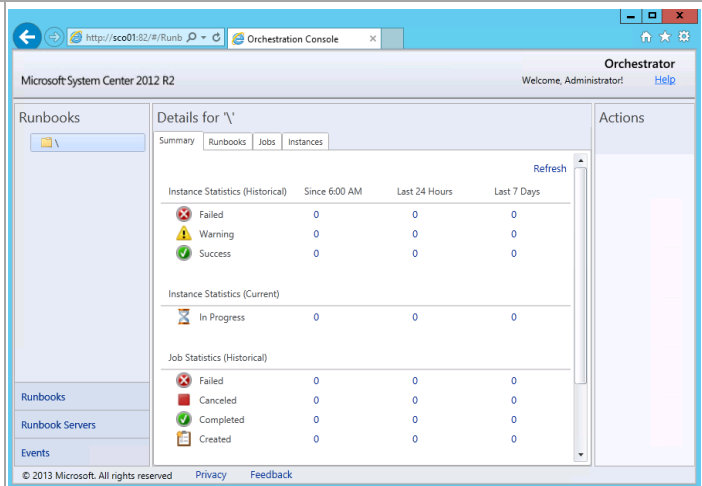 http://sco01:82/#/Runb
Orchestration Console
Orchestrator
Microsoft System Center 2012 R2
Welcome, Administrator! Help
Runbooks
\
Details for '\'
Actions
Summary Runbooks Jobs Instances
Refresh
Instance Statistics (Historical) Since 6:00 AM Last 24 Hours Last 7 Days
Failed 0 0 0
Warning 0 0 0
Success 0 0 0
Instance Statistics (Current)
In Progress 0 0 0
Job Statistics (Historical)
Failed 0 0 0
Canceled 0 0 0
Completed 0 0 0
Created 0 0 0
Runbooks
Runbook Servers
Events
© 2013 Microsoft. All rights reserved Privacy Feedback